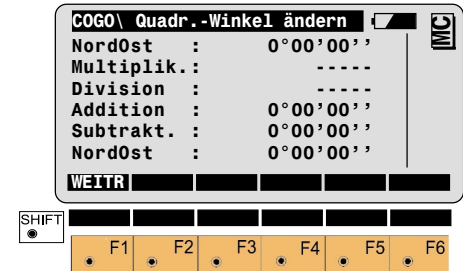 COGO\ Quadr.-Winkel ändern
MC
NordOst : 0°00'00''
Multiplik.: -----
Division : -----
Addition : 0°00'00''
Subtrakt. : 0°00'00''
NordOst : 0°00'00''
WEITR
SHIFT
F1 F2 F3 F4 F5 F6